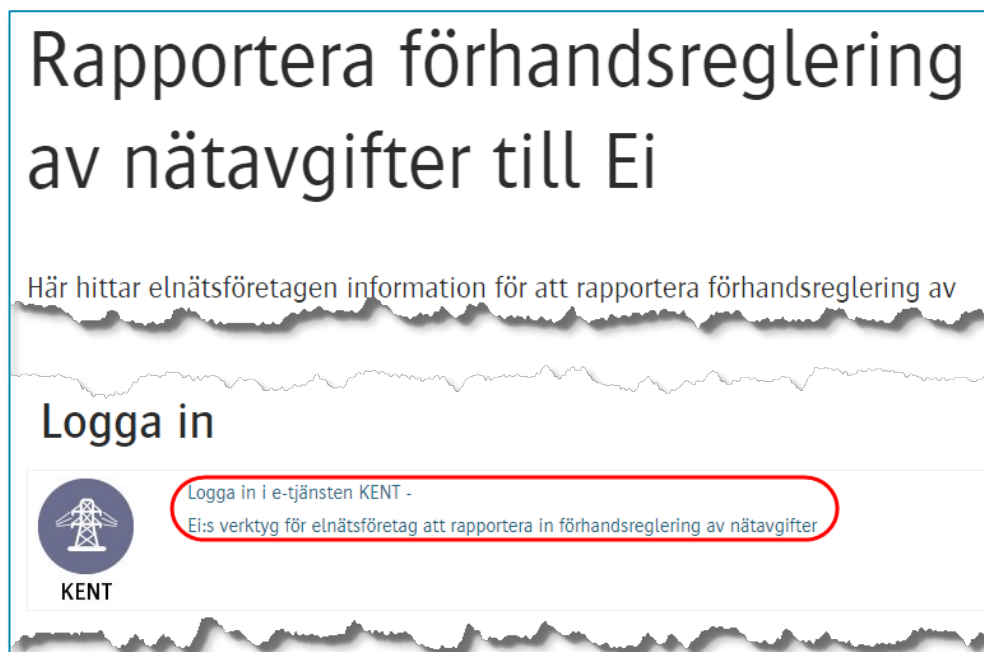 Rapportera förhandsreglering
av nätavgifter till Ei
Här hittar elnätsföretagen information för att rapportera förhandsreglering av
Logga in
Logga in i e-tjänsten KENT -
Ei:s verktyg för elnätsföretag att rapportera in förhandsreglering av nätavgifter
KENT